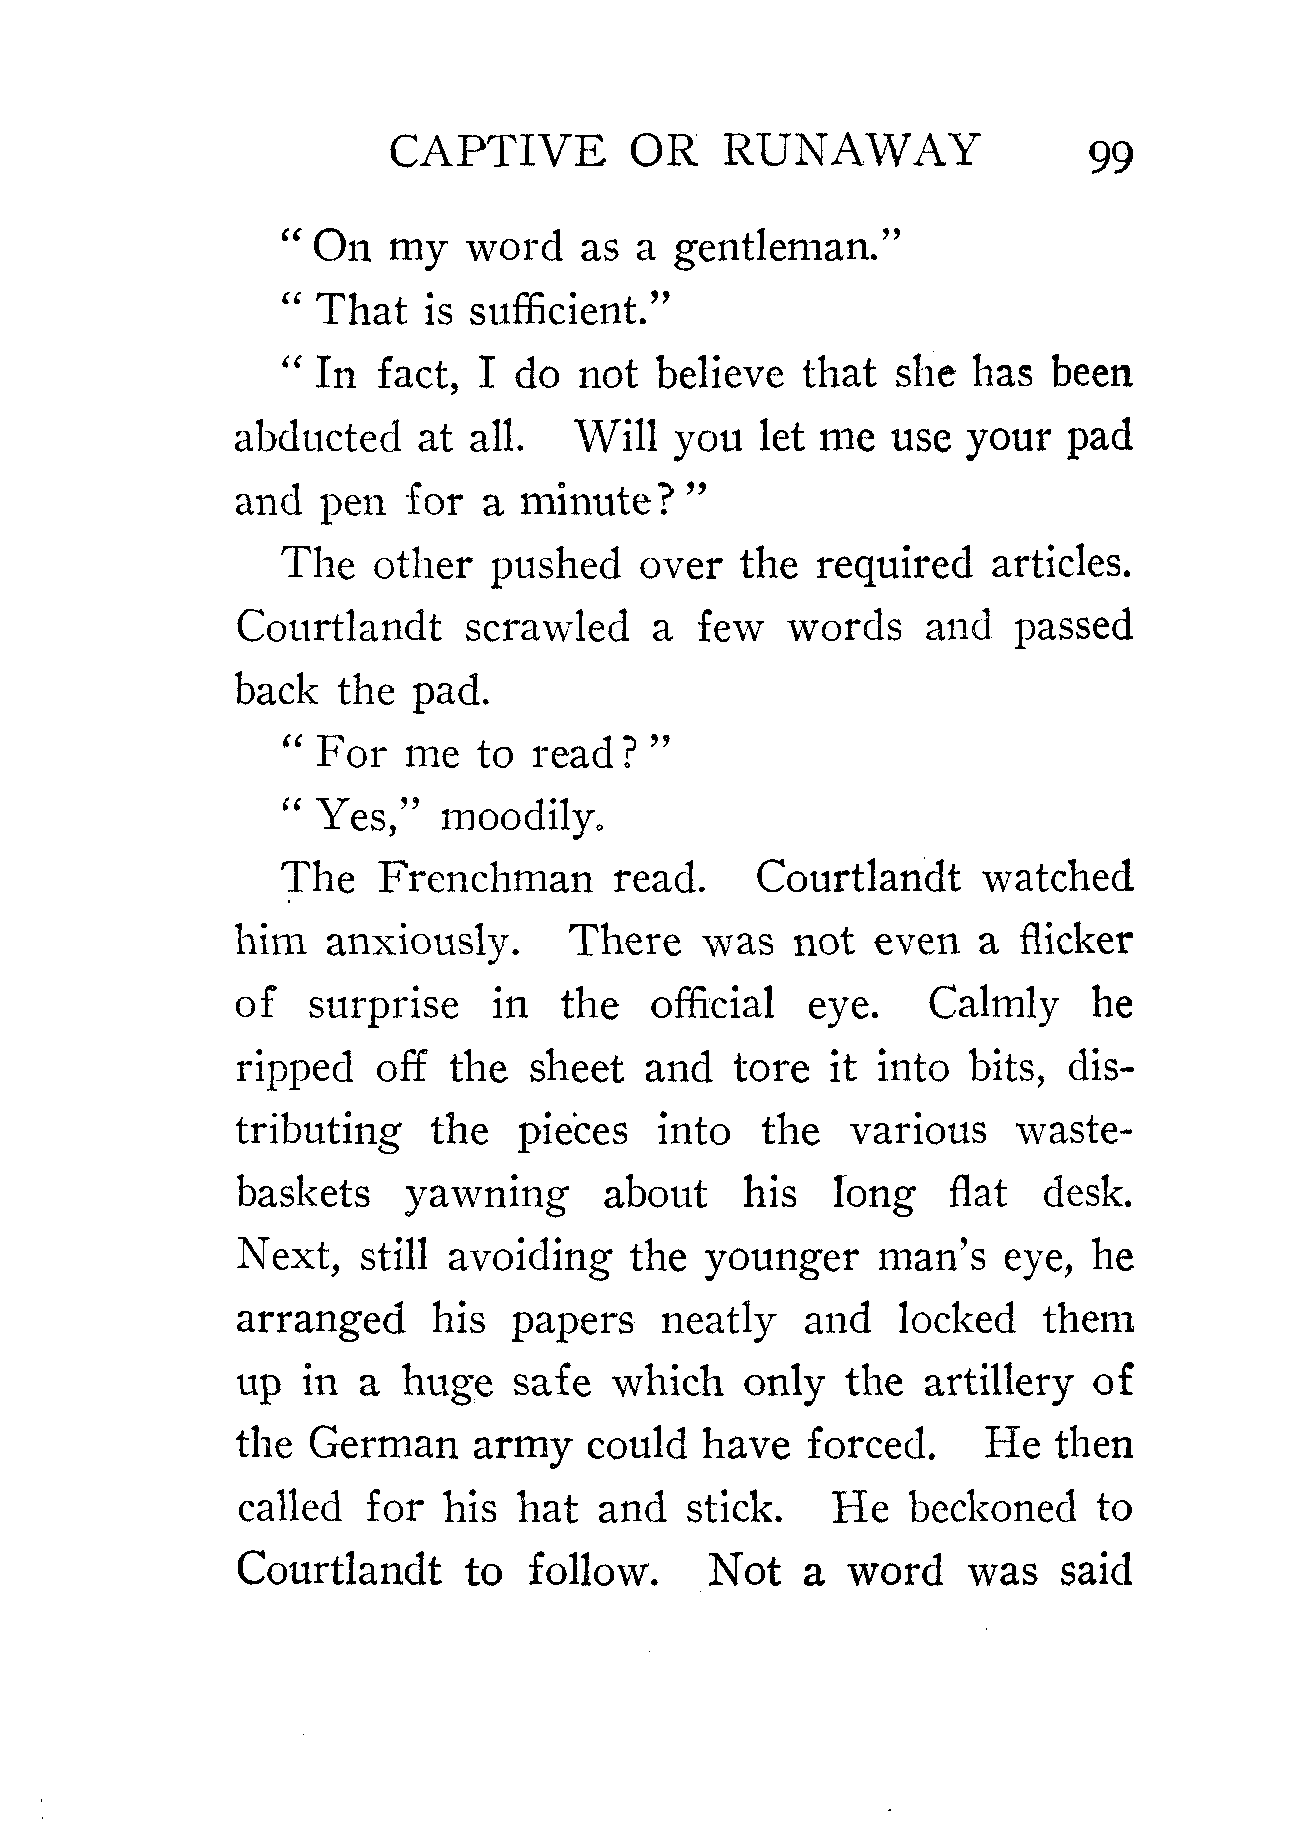 CAPTIVE OR RUNAWAY 99
" On my word as a gentleman."
" That is sufficient."
" In fact, I do not believe that she has been
abducted at all. Will you let me use your pad
and pen for a minute? "
The other pushed over the required articles.
Courtlandt scrawled a few words and passed
back the pad.
" For me to read? "
" Yes," moodily.
The Frenchman read. Courtlandt watched
him anxiously. There was not even a flicker
of surprise in the official eye. Calmly he
ripped off the sheet and tore it into bits, dis-
tributing the pieces into the various waste-
baskets yawning about his long flat desk.
Next, still avoiding the younger man's eye, he
arranged his papers neatly and locked them
up in a huge safe which only the artillery of
the German army could have forced. He then
called for his hat and stick. He beckoned to
Courtlandt to follow. Not a word was said